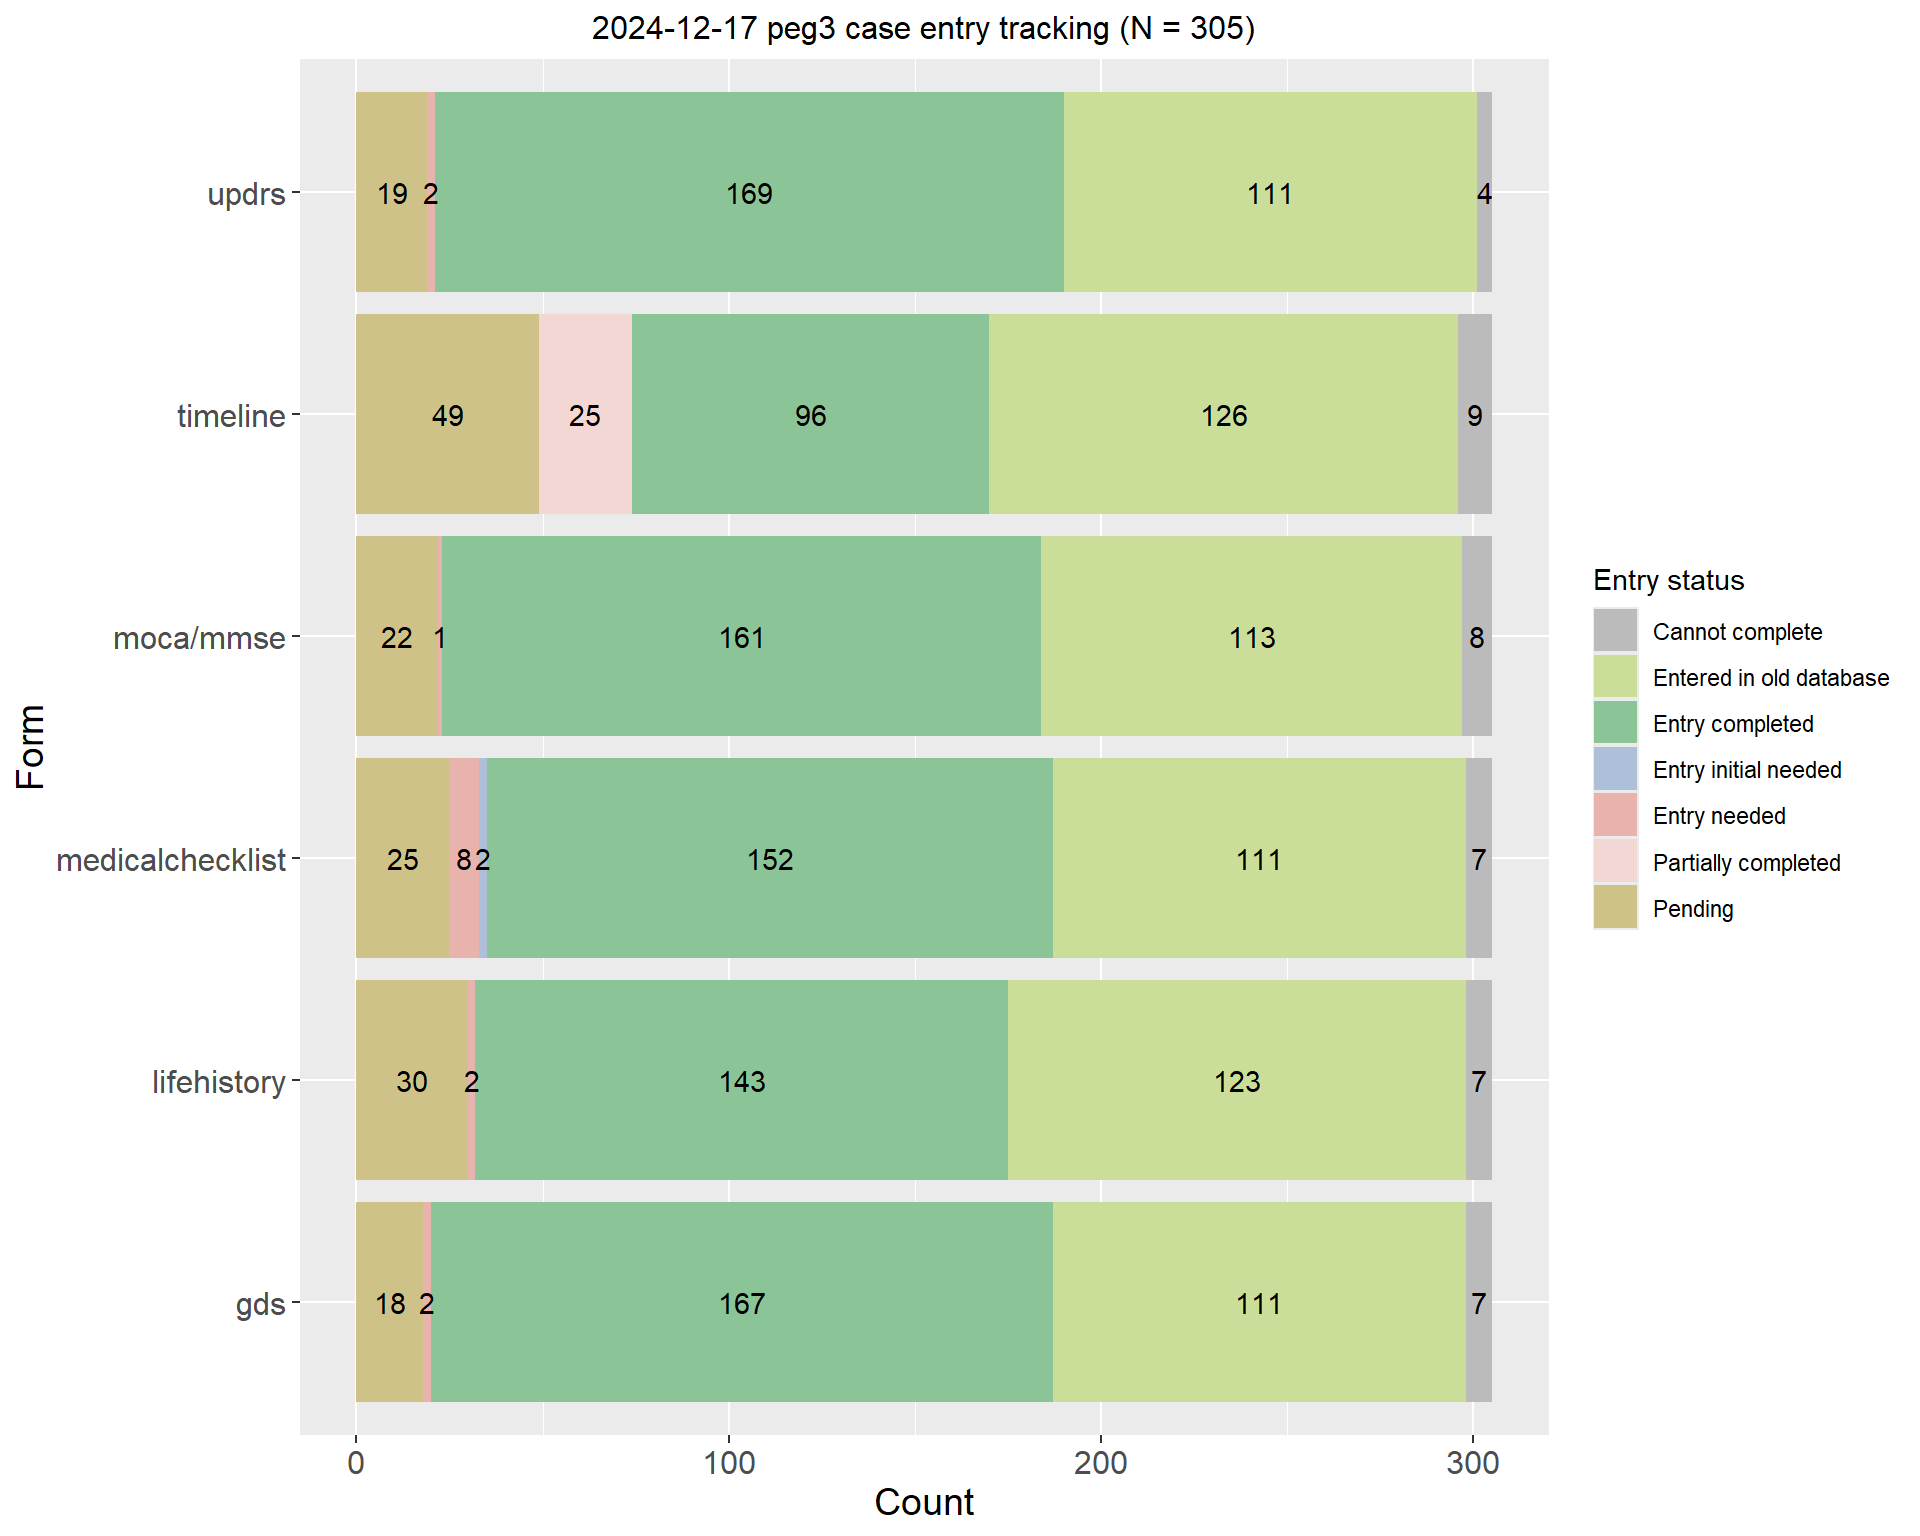 2024-12-17 peg3 case entry tracking (N = 305)
updrs
19 2 169 111 4
timeline
49 25 96 126 9
moca/mmse
22 1 161 113 8
medicalchecklist
25 8 2 152 111 7
lifehistory
30 2 143 123 7
gds
18 2 167 111 7
Form
0 100 200 300
Count
Entry status
Cannot complete
Entered in old database
Entry completed
Entry initial needed
Entry needed
Partially completed
Pending